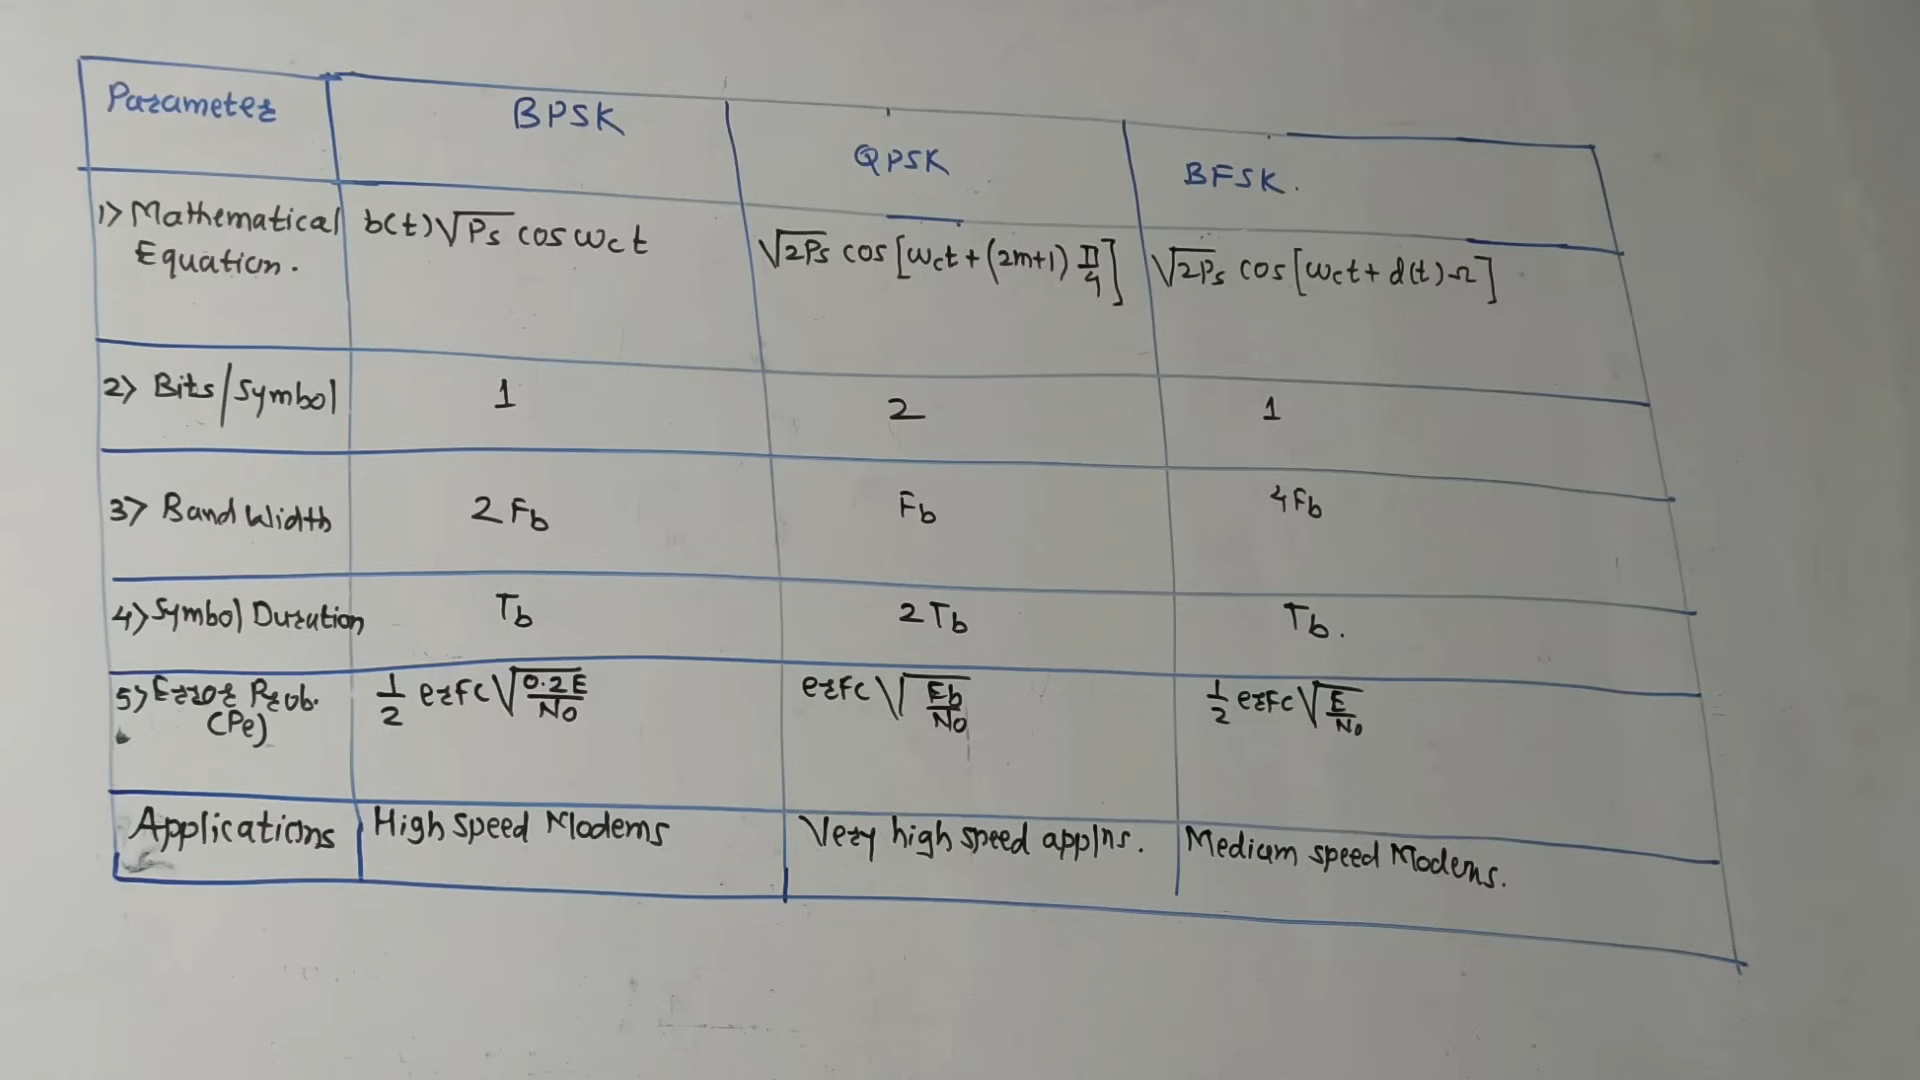 Parameter BPSK QPSK BFSK.
1) Mathematical Equation. b(t)√Ps cos ωct √2Ps cos [ωct + (2m+1) π/4] √2Ps cos [ωct + d(t) Ω]
2) Bits/Symbol 1 2 1
3) Band Width 2 Fb Fb 4Fb
4) Symbol Duration Tb 2 Tb Tb.
5) Error Prob. (Pe) 1/2 erfc √0.2E/No erfc √Eb/No 1/2 erfc √E/No
Applications High speed Modems Very high speed applns. Medium speed Modems.